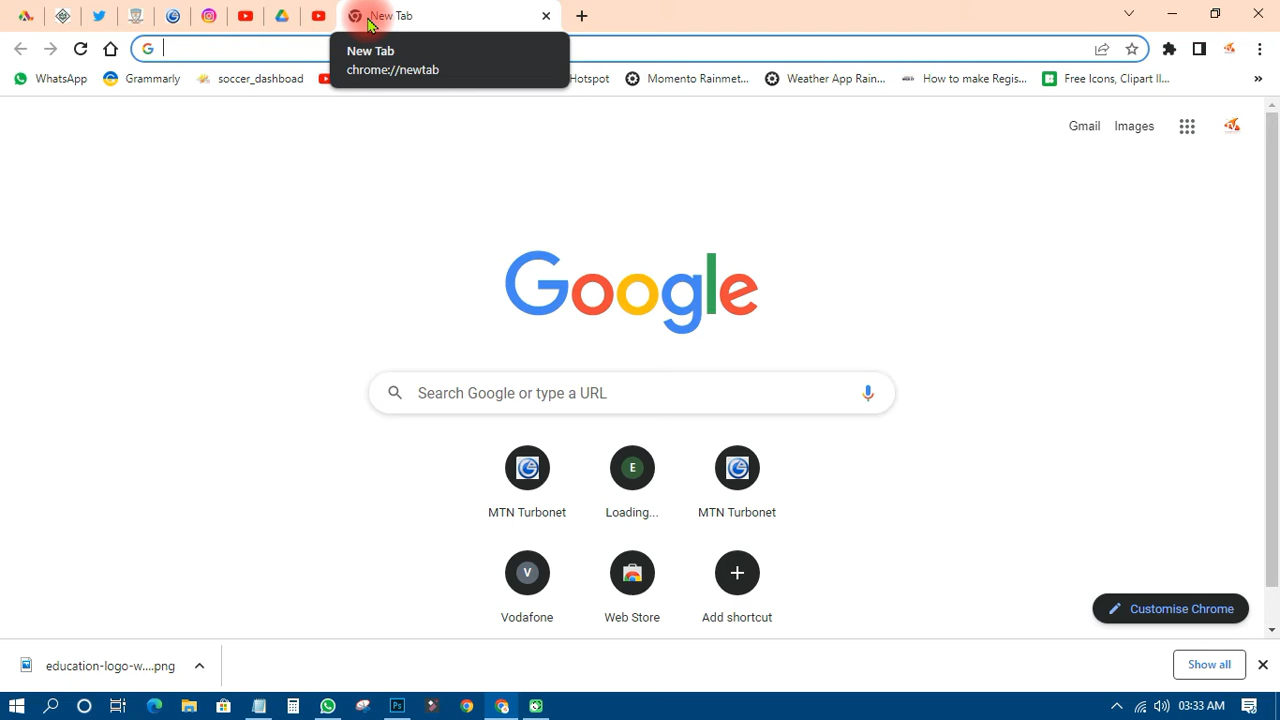 New Tab
New Tab
chrome://newtab
WhatsApp
Grammarly
soccer_dashboad
Hotspot
Momento Rainmet...
Weather App Rain...
How to make Regis...
Free Icons, Clipart Il...
Gmail
Images
Google
Search Google or type a URL
E
MTN Turbonet
Loading...
MTN Turbonet
V
Vodafone
Web Store
Add shortcut
Customise Chrome
education-logo-w....png
Show all
Ps
03:33 AM